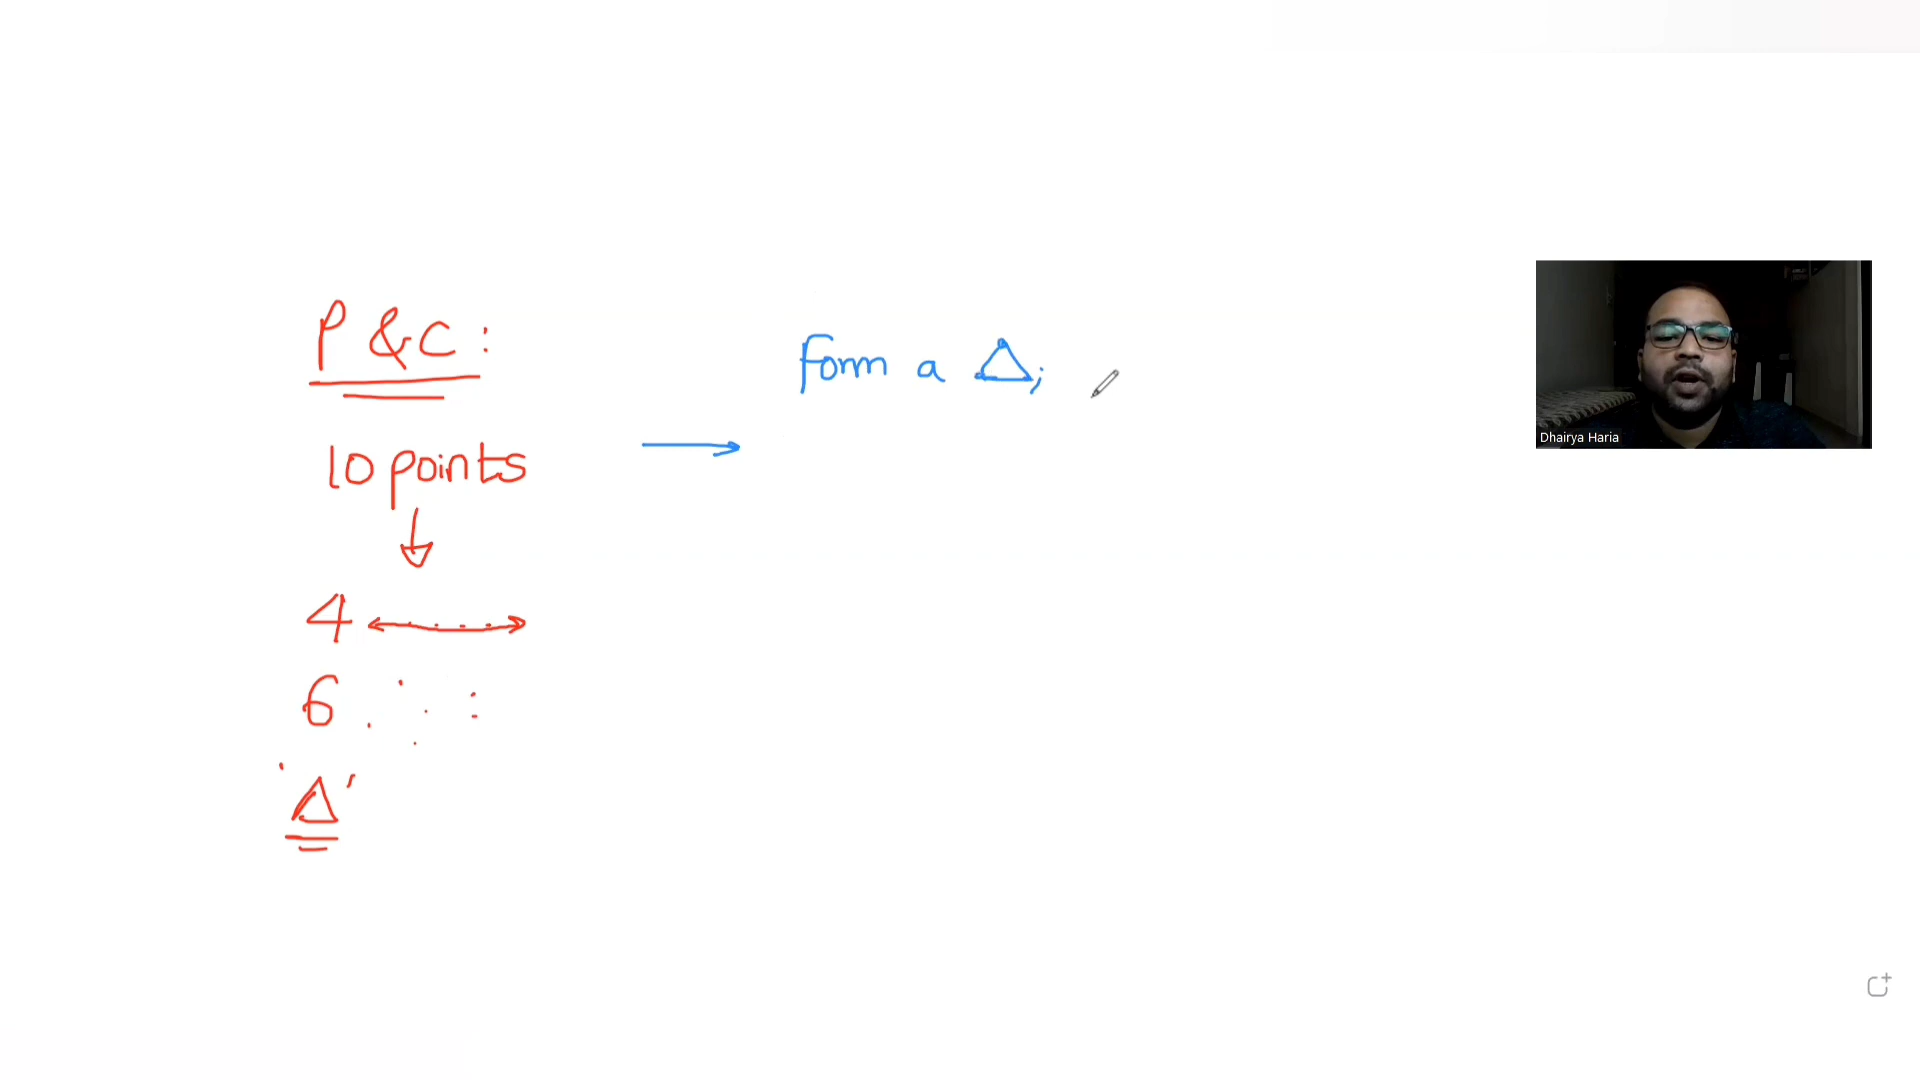 P & C :
10 points
4
6
'Δ'
form a Δ;
Dhairya Haria